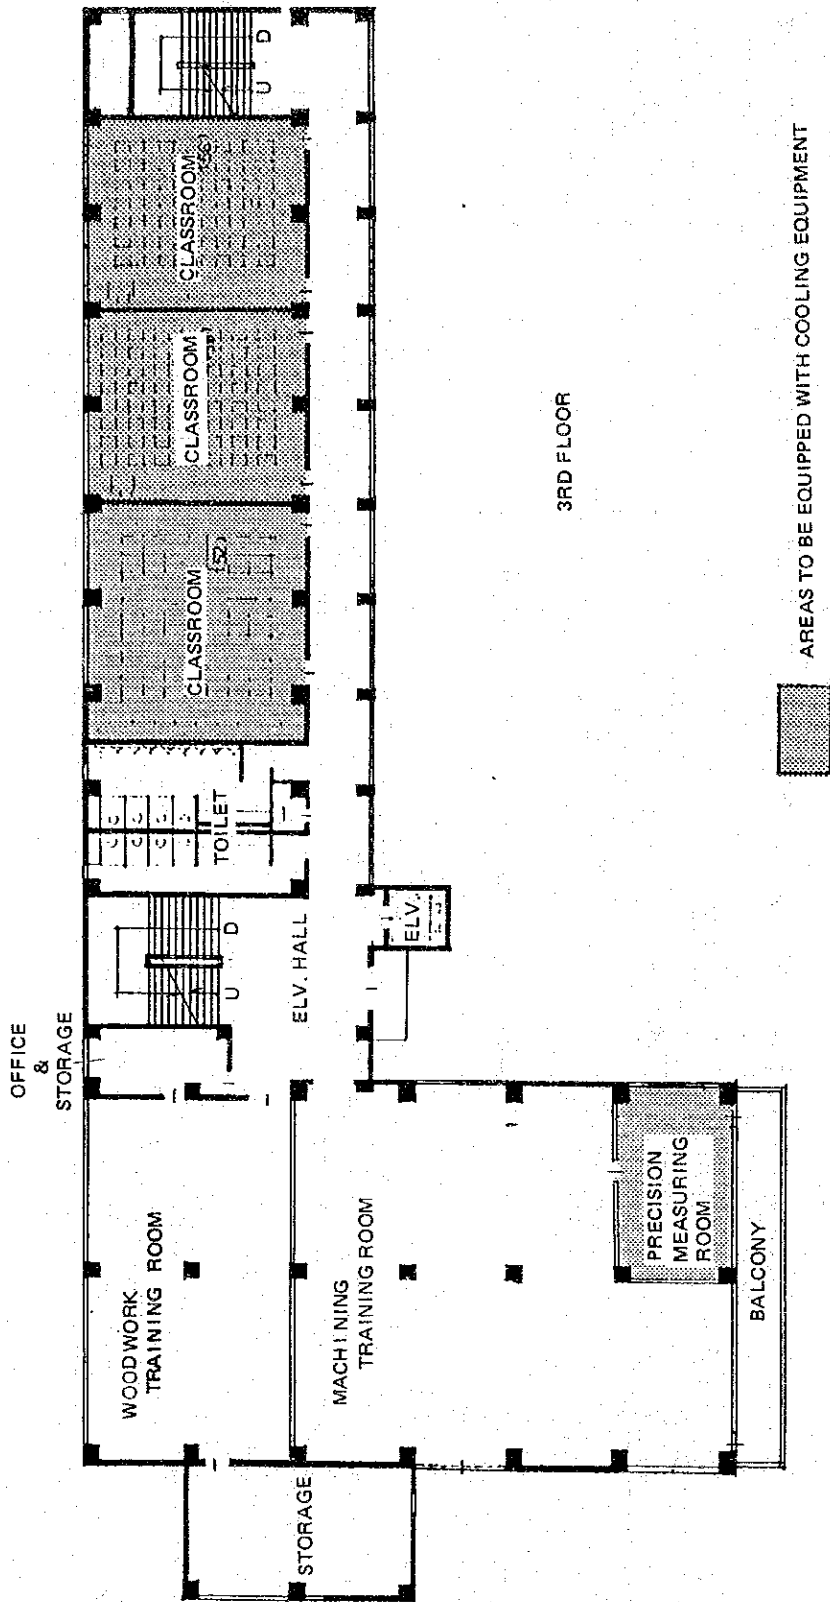 OFFICE
&
STORAGE
WOODWORK
TRAINING ROOM
MACHINING
TRAINING ROOM
STORAGE
PRECISION
MEASURING
ROOM
BALCONY
U D
ELV. HALL
ELV.
TOILET
CLASSROOM
(52)
CLASSROOM
CLASSROOM
(56)
U D
3RD FLOOR
AREAS TO BE EQUIPPED WITH COOLING EQUIPMENT